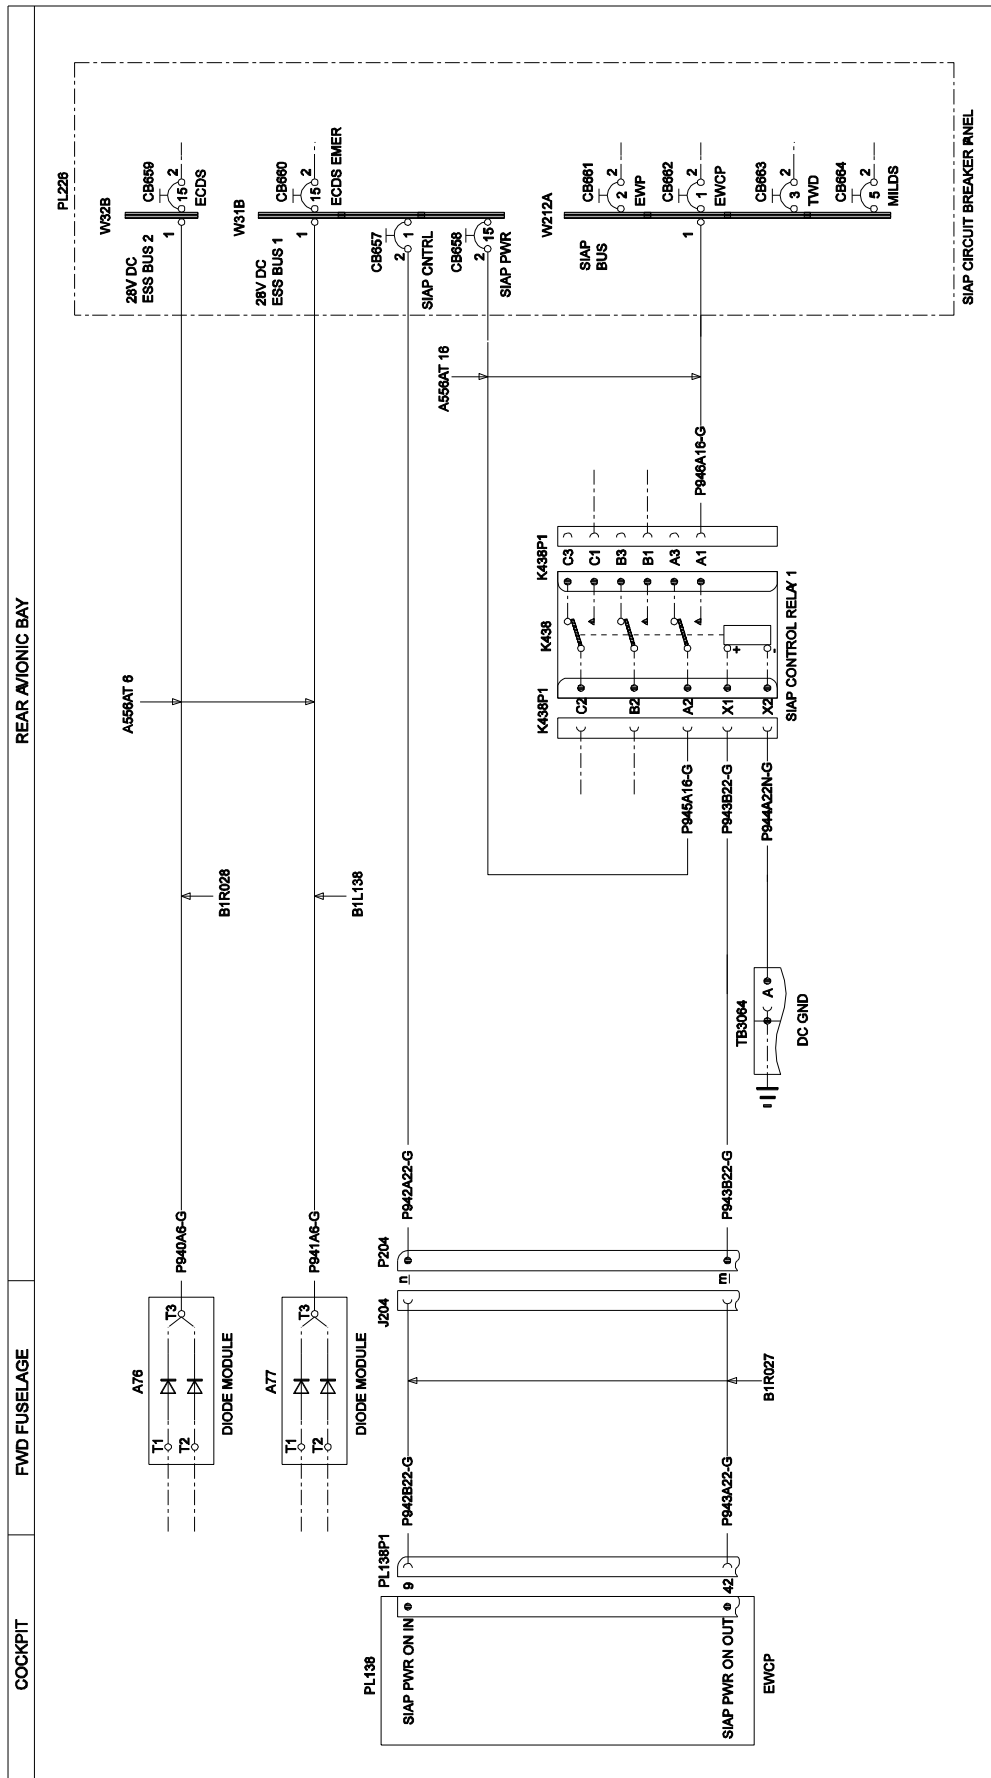 COCKPIT
FWD FUSELAGE
REAR AVIONIC BAY
PL226
W32B
28V DC
ESS BUS 2
1
CB659
15
2
ECDS
A556AT 6
B1R028
P940A6-G
A76
T1
T2
T3
DIODE MODULE
W31B
28V DC
ESS BUS 1
1
CB660
15
2
ECDS EMER
B1L138
P941A6-G
A77
T1
T2
T3
DIODE MODULE
CB657
2
1
SIAP CNTRL
CB658
2
15
SIAP PWR
A556AT 16
W212A
SIAP
BUS
1
CB661
2
2
EWP
CB662
1
2
EWCP
CB663
3
2
TWD
CB664
5
2
MILDS
SIAP CIRCUIT BREAKER PANEL
P946A16-G
K438P1
C3
C1
B3
B1
A3
A1
K438
+
-
SIAP CONTROL RELAY 1
K438P1
C2
B2
A2
X1
X2
P945A16-G
P943B22-G
P944A22N-G
TB3064
A
DC GND
P942A22-G
P943B22-G
P204
n
m
J204
B1R027
P942B22-G
P943A22-G
PL138P1
9
42
PL138
SIAP PWR ON IN
SIAP PWR ON OUT
EWCP